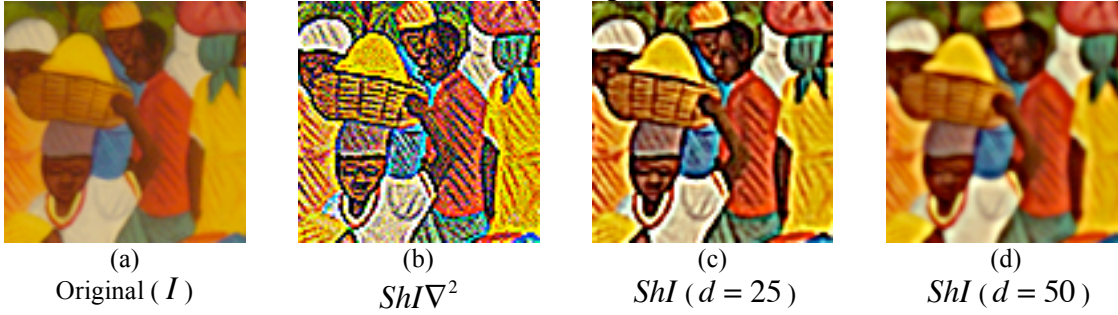 (a) (b) (c) (d)
Original ( I ) ShI∇² ShI ( d = 25 ) ShI ( d = 50 )